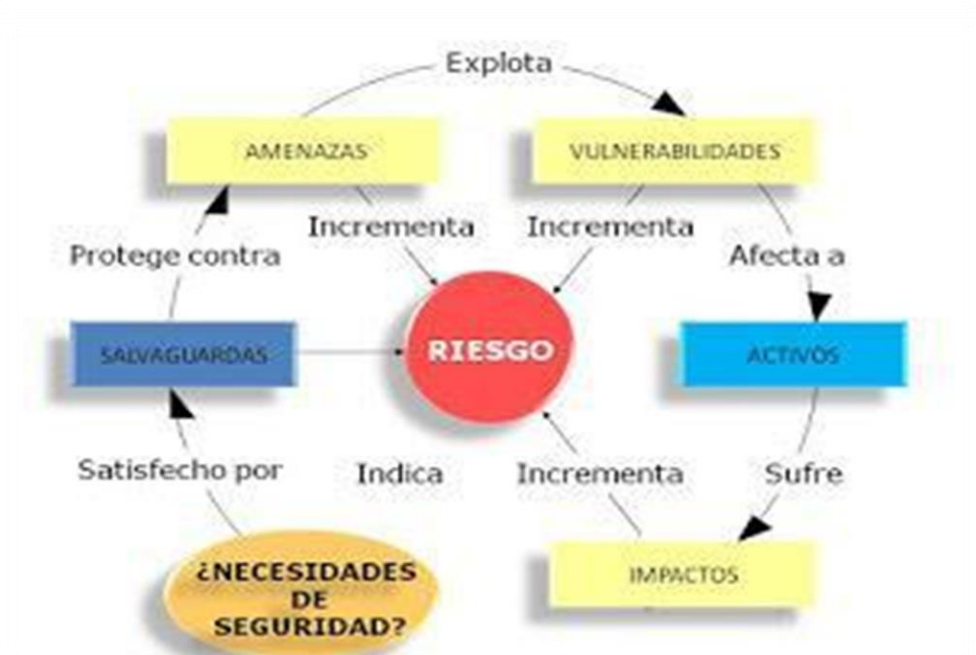 Explota
AMENAZAS
VULNERABILIDADES
Incrementa
Incrementa
Protege contra
Afecta a
SALVAGUARDAS
RIESGO
ACTIVOS
Satisfecho por
Indica
Incrementa
Sufre
¿NECESIDADES
DE
SEGURIDAD?
IMPACTOS